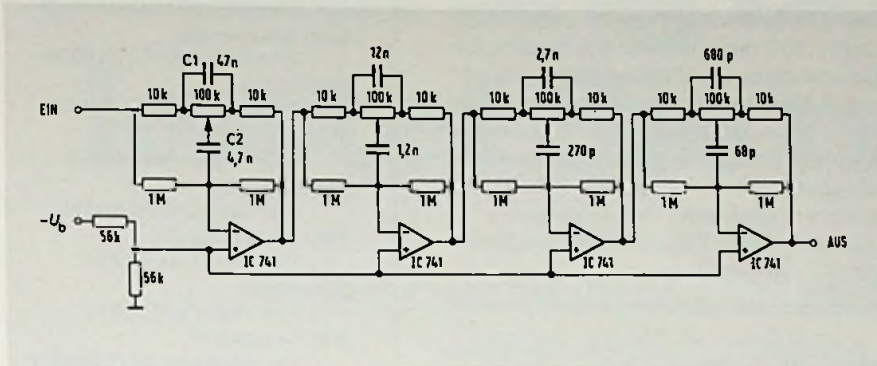 C1 47n
12n
2,7n
680p
10k 100k 10k
10k 100k 10k
10k 100k 10k
10k 100k 10k
EIN
C2
4,7n
1,2n
270p
68p
1M 1M
1M 1M
1M 1M
1M 1M
-Ub
56k
56k
IC 741
IC 741
IC 741
IC 741
AUS